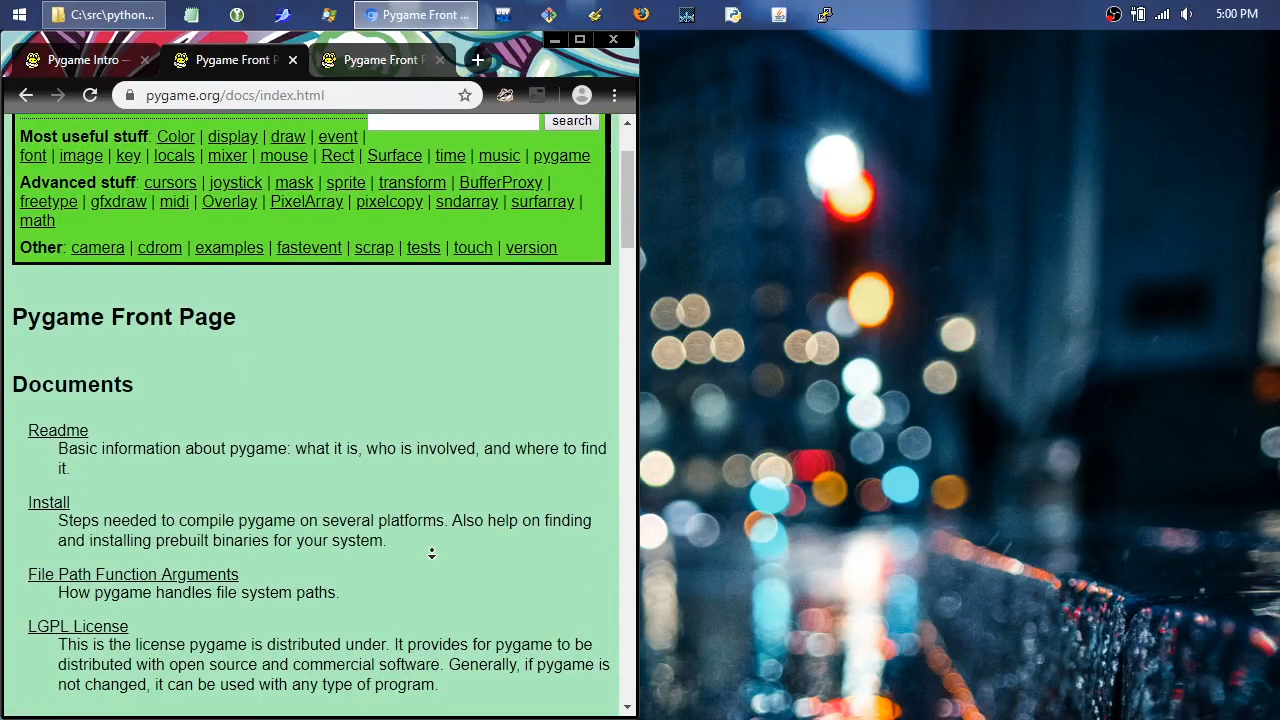 C:\src\python...
Pygame Front ...
5:00 PM
Pygame Intro —
Pygame Front P
Pygame Front P
pygame.org/docs/index.html
search
Most useful stuff: Color | display | draw | event |
font | image | key | locals | mixer | mouse | Rect | Surface | time | music | pygame
Advanced stuff: cursors | joystick | mask | sprite | transform | BufferProxy |
freetype | gfxdraw | midi | Overlay | PixelArray | pixelcopy | sndarray | surfarray |
math
Other: camera | cdrom | examples | fastevent | scrap | tests | touch | version
Pygame Front Page
Documents
Readme
Basic information about pygame: what it is, who is involved, and where to find
it.
Install
Steps needed to compile pygame on several platforms. Also help on finding
and installing prebuilt binaries for your system.
File Path Function Arguments
How pygame handles file system paths.
LGPL License
This is the license pygame is distributed under. It provides for pygame to be
distributed with open source and commercial software. Generally, if pygame is
not changed, it can be used with any type of program.